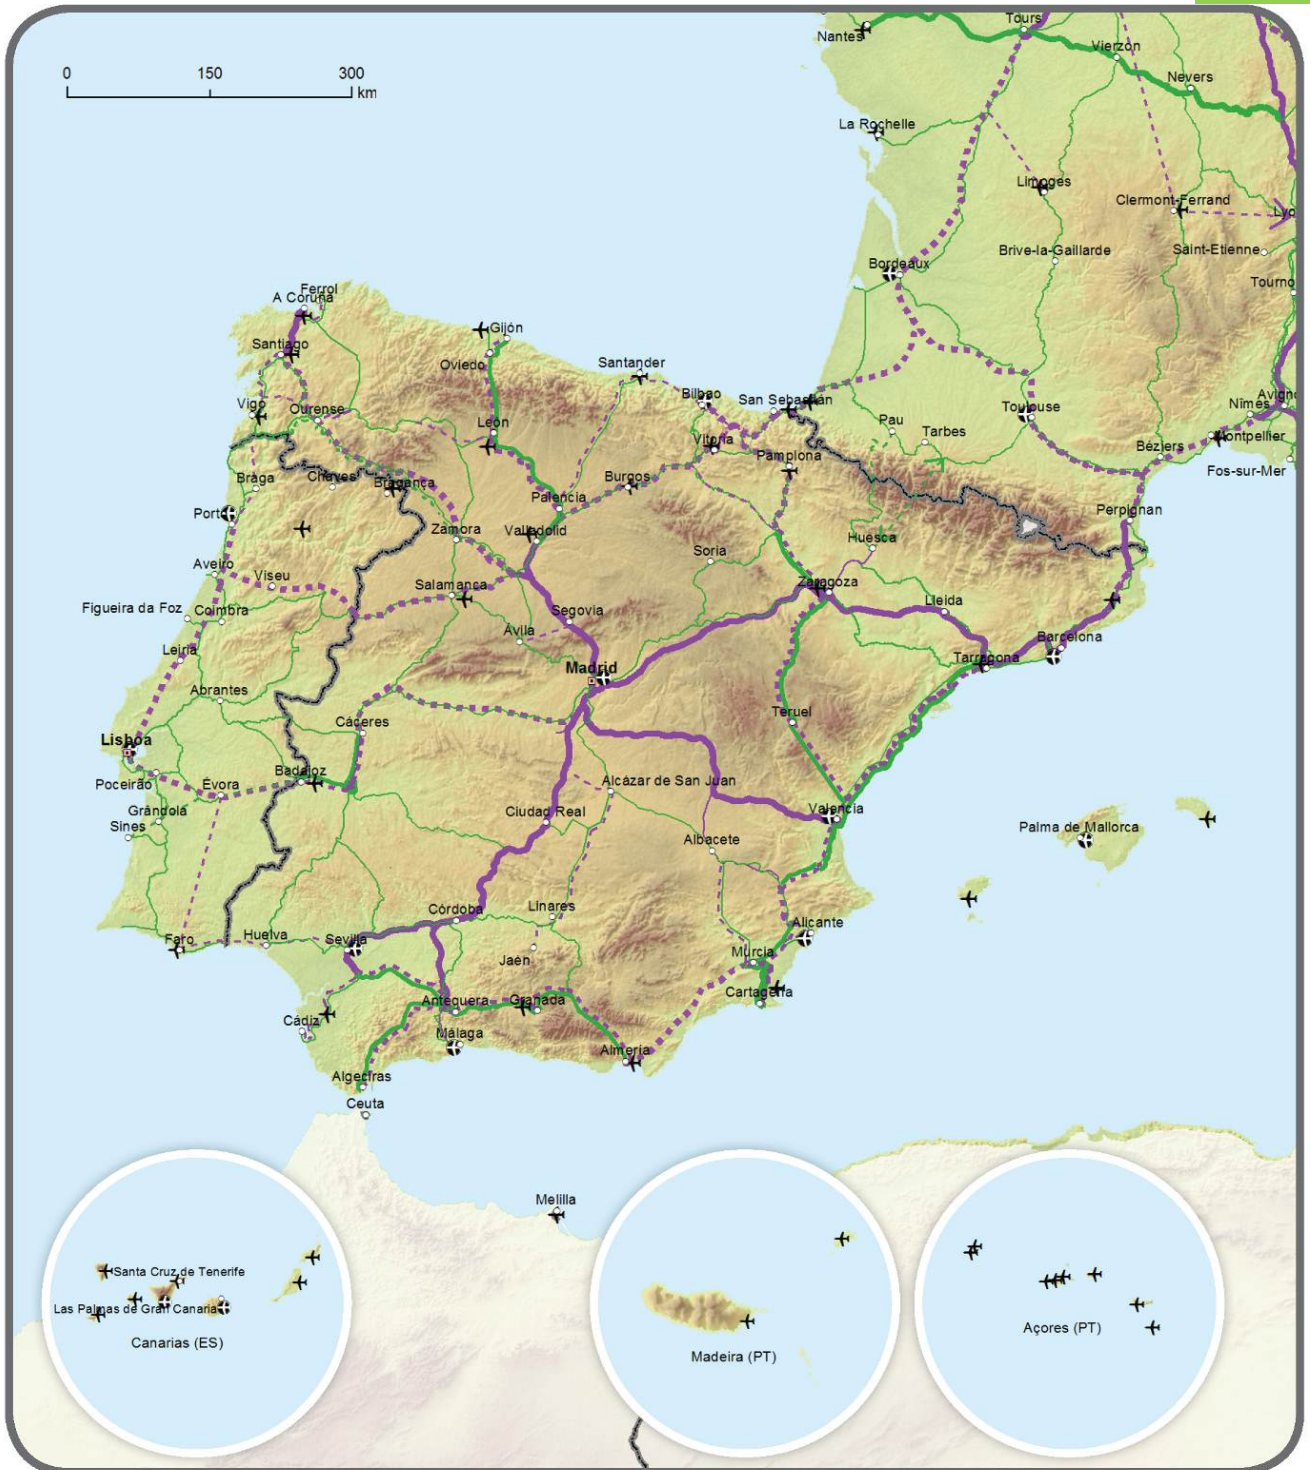 Tours
Nantes
Vierzon
Nevers
0 150 300
km
La Rochelle
Limoges
Clermont-Ferrand
Lyo
Bordeaux
Brive-la-Gaillarde
Saint-Etienne
Tourno
Ferrol
A Coruña
Gijón
Santiago
Oviedo
Santander
Bilbao
San Sebastián
Vigo
Ourense
León
Vitoria
Pamplona
Pau
Tarbes
Toulouse
Nîmes
Avigno
Montpellier
Béziers
Fos-sur-Mer
Braga
Chaves
Bragança
Burgos
Palencia
Perpignan
Porto
Zamora
Valladolid
Soria
Huesca
Aveiro
Viseu
Salamanca
Zaragoza
Figueira da Foz
Coimbra
Segovia
Lleida
Ávila
Barcelona
Leiria
Madrid
Tarragona
Abrantes
Cáceres
Teruel
Lisboa
Badajoz
Poceirão
Évora
Alcázar de San Juan
Grândola
Ciudad Real
Valencia
Sines
Albacete
Palma de Mallorca
Córdoba
Linares
Alicante
Faro
Huelva
Sevilla
Jaén
Murcia
Cartagena
Antequera
Granada
Cádiz
Málaga
Almería
Algeciras
Ceuta
Melilla
Santa Cruz de Tenerife
Las Palmas de Gran Canaria
Canarias (ES)
Madeira (PT)
Açores (PT)